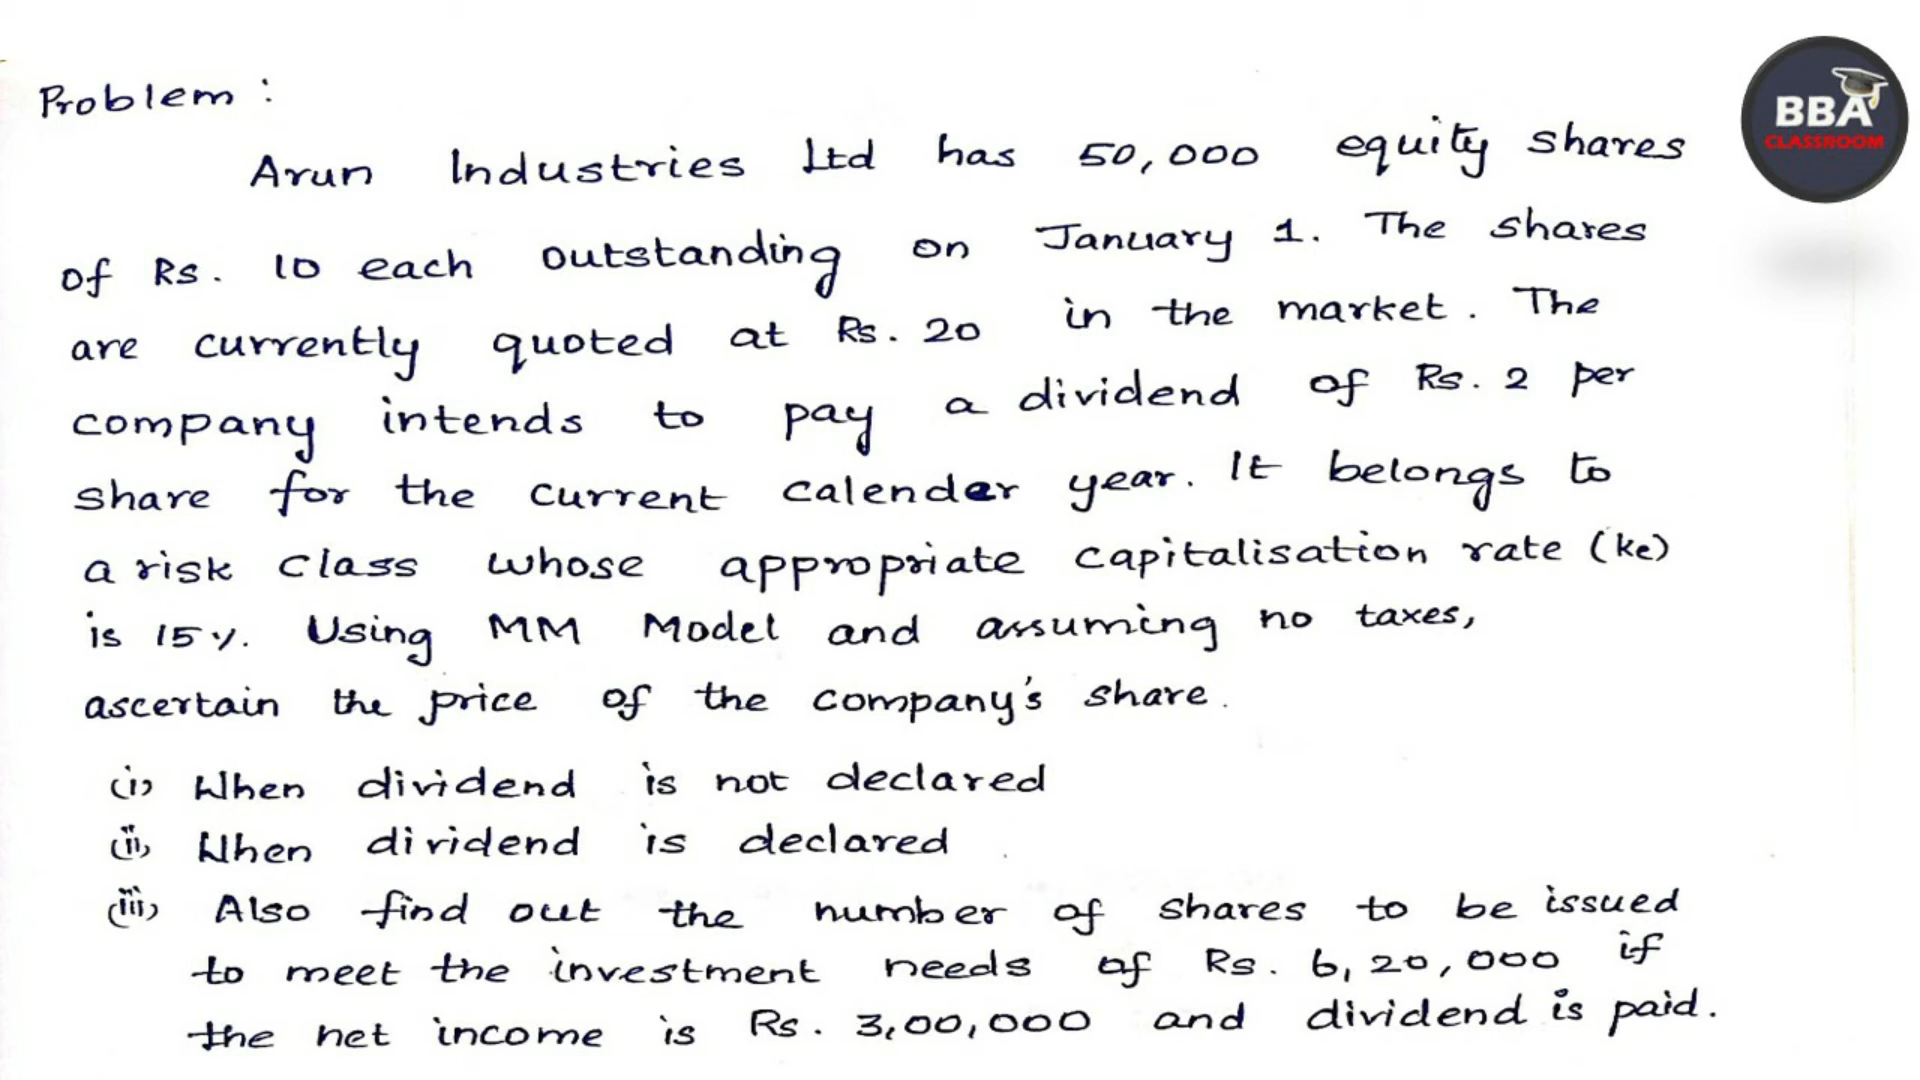 Problem :
BBA
CLASSROOM
Arun Industries Ltd has 50,000 equity shares
of Rs. 10 each outstanding on January 1. The shares
are currently quoted at Rs. 20 in the market. The
company intends to pay a dividend of Rs. 2 per
share for the current calender year. It belongs to
a risk class whose appropriate capitalisation rate (ke)
is 15%. Using MM Model and assuming no taxes,
ascertain the price of the company's share.
(i) When dividend is not declared
(ii) When dividend is declared
(iii) Also find out the number of shares to be issued
to meet the investment needs of Rs. 6,20,000 if
the net income is Rs. 3,00,000 and dividend is paid.